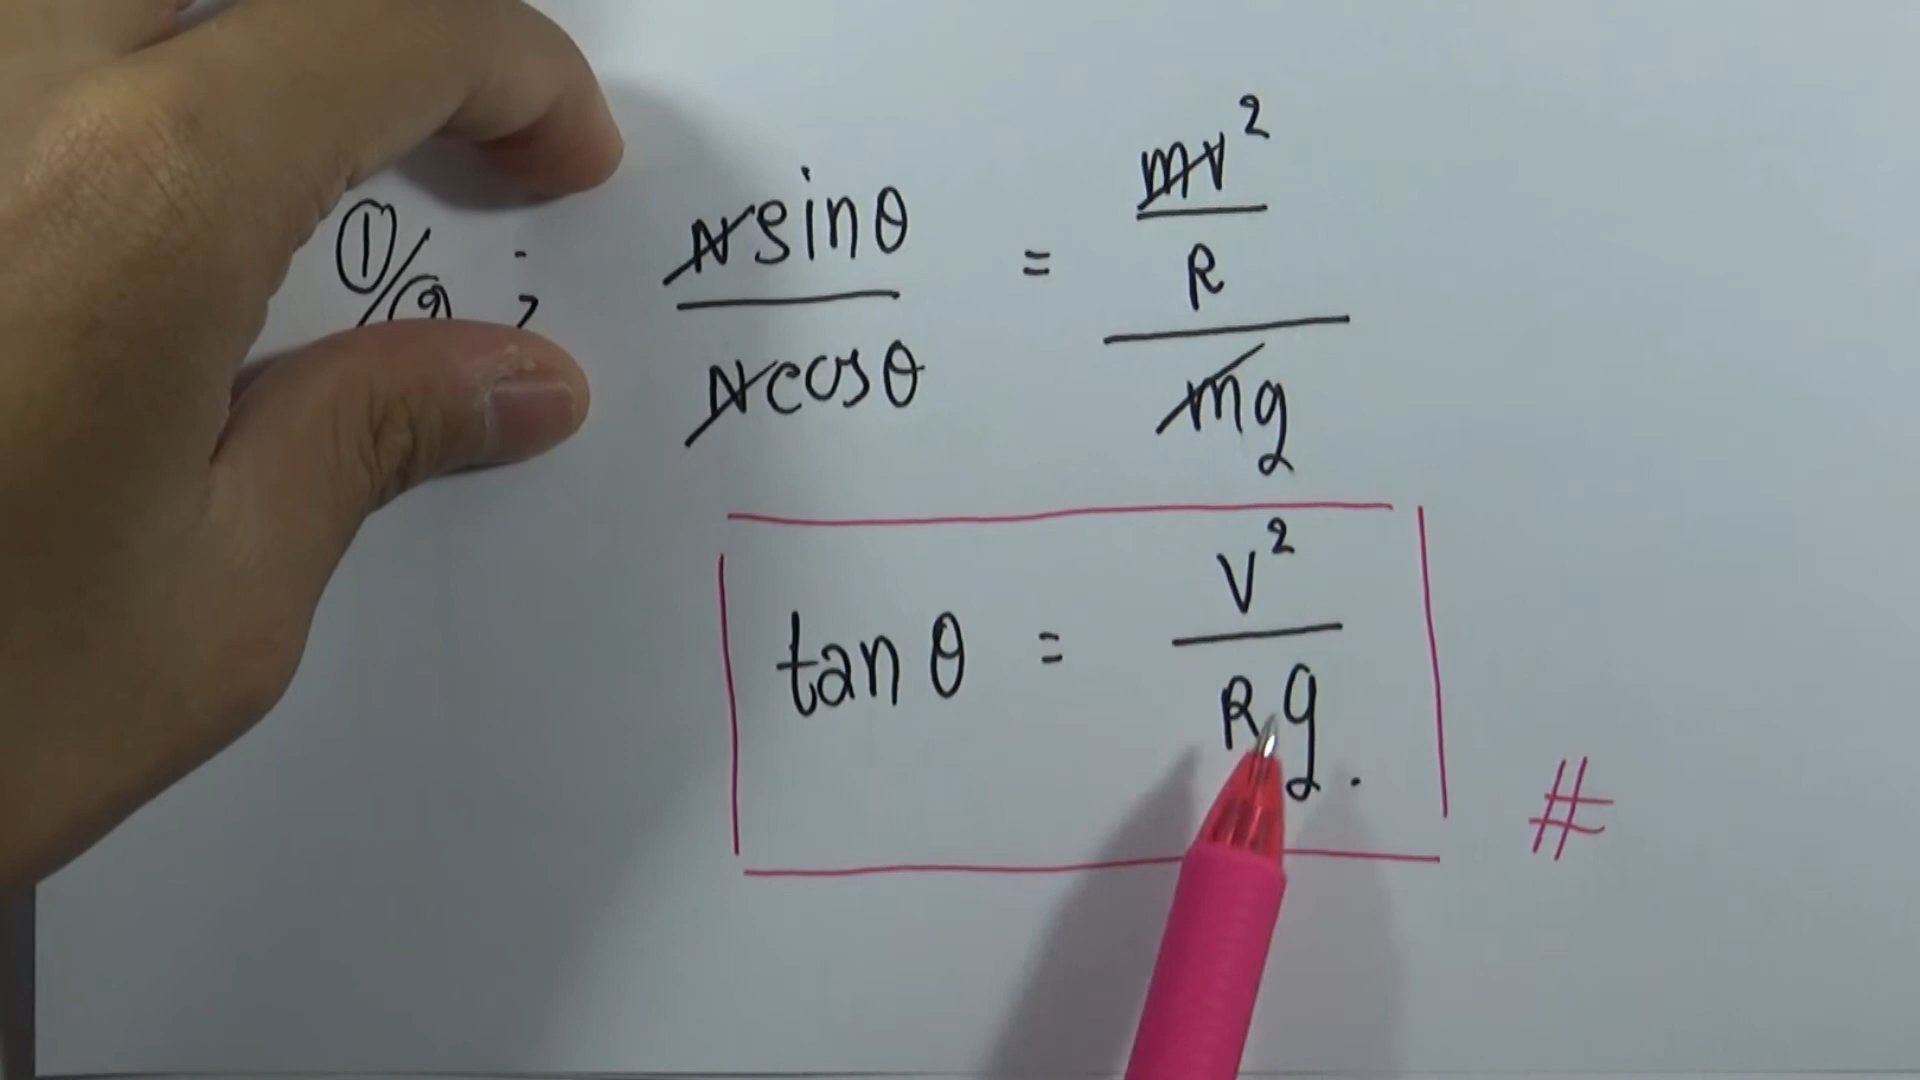 ①/② ; N sin θ / N cos θ = (mv² / R) / mg
tan θ = v² / Rg .
#